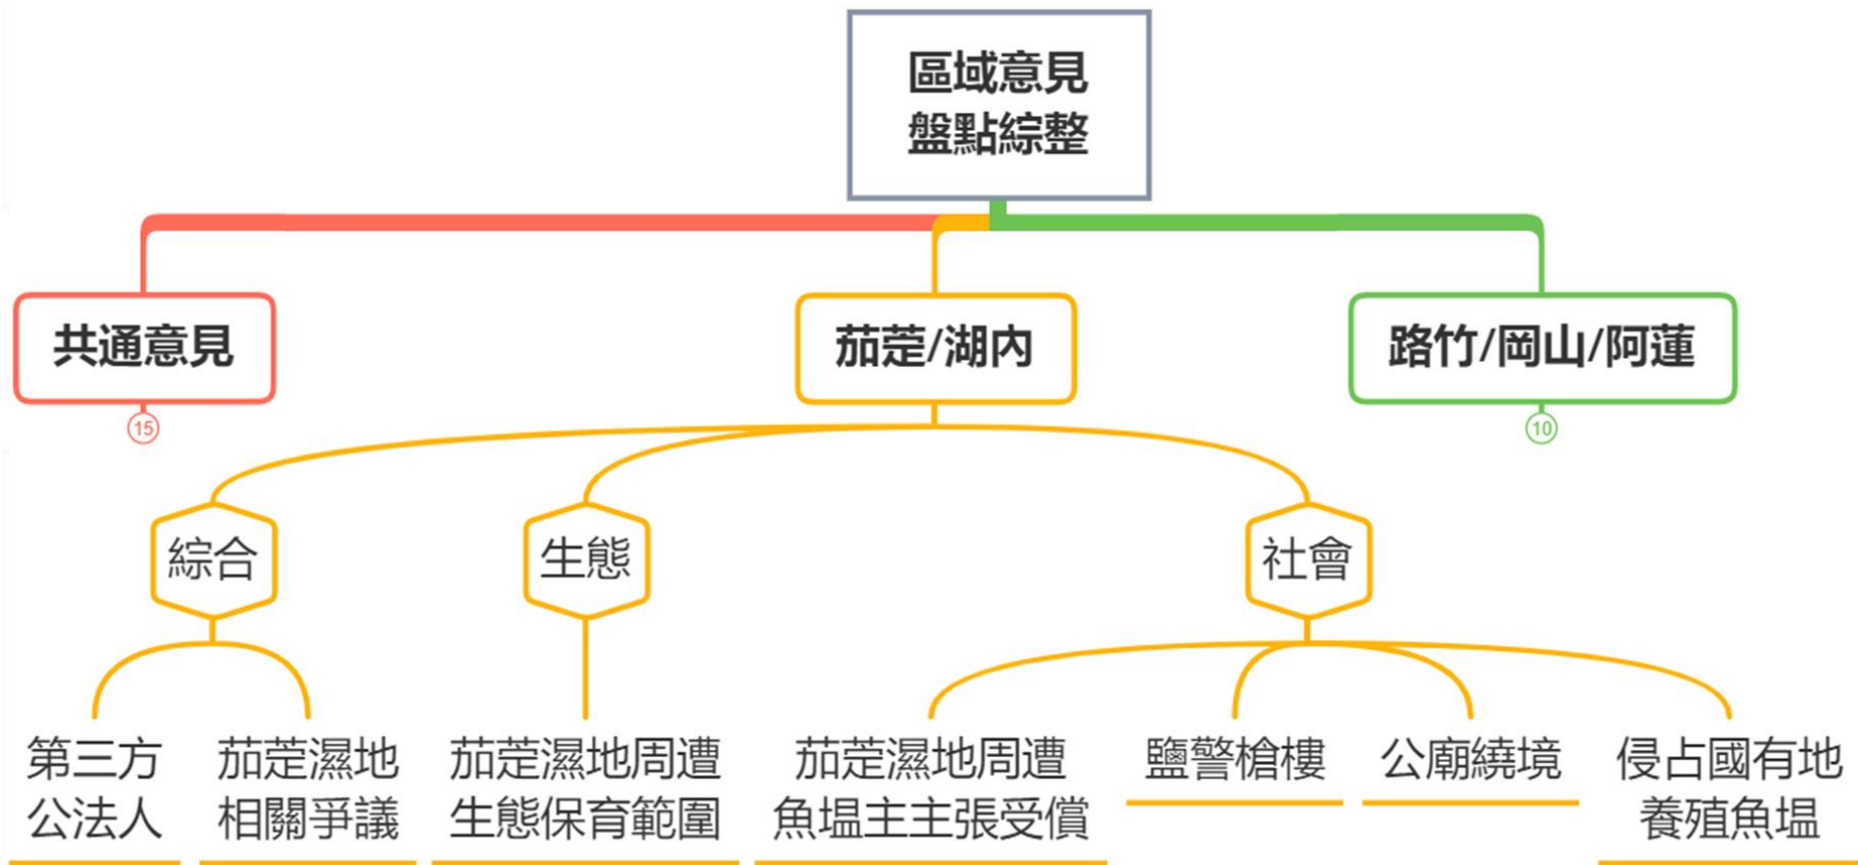 區域意見
盤點綜整
共通意見
茄萣/湖內
路竹/岡山/阿蓮
15
10
綜合
生態
社會
第三方
公法人
茄萣濕地
相關爭議
茄萣濕地周遭
生態保育範圍
茄萣濕地周遭
魚塭主主張受償
鹽警槍樓
公廟繞境
侵占國有地
養殖魚塭